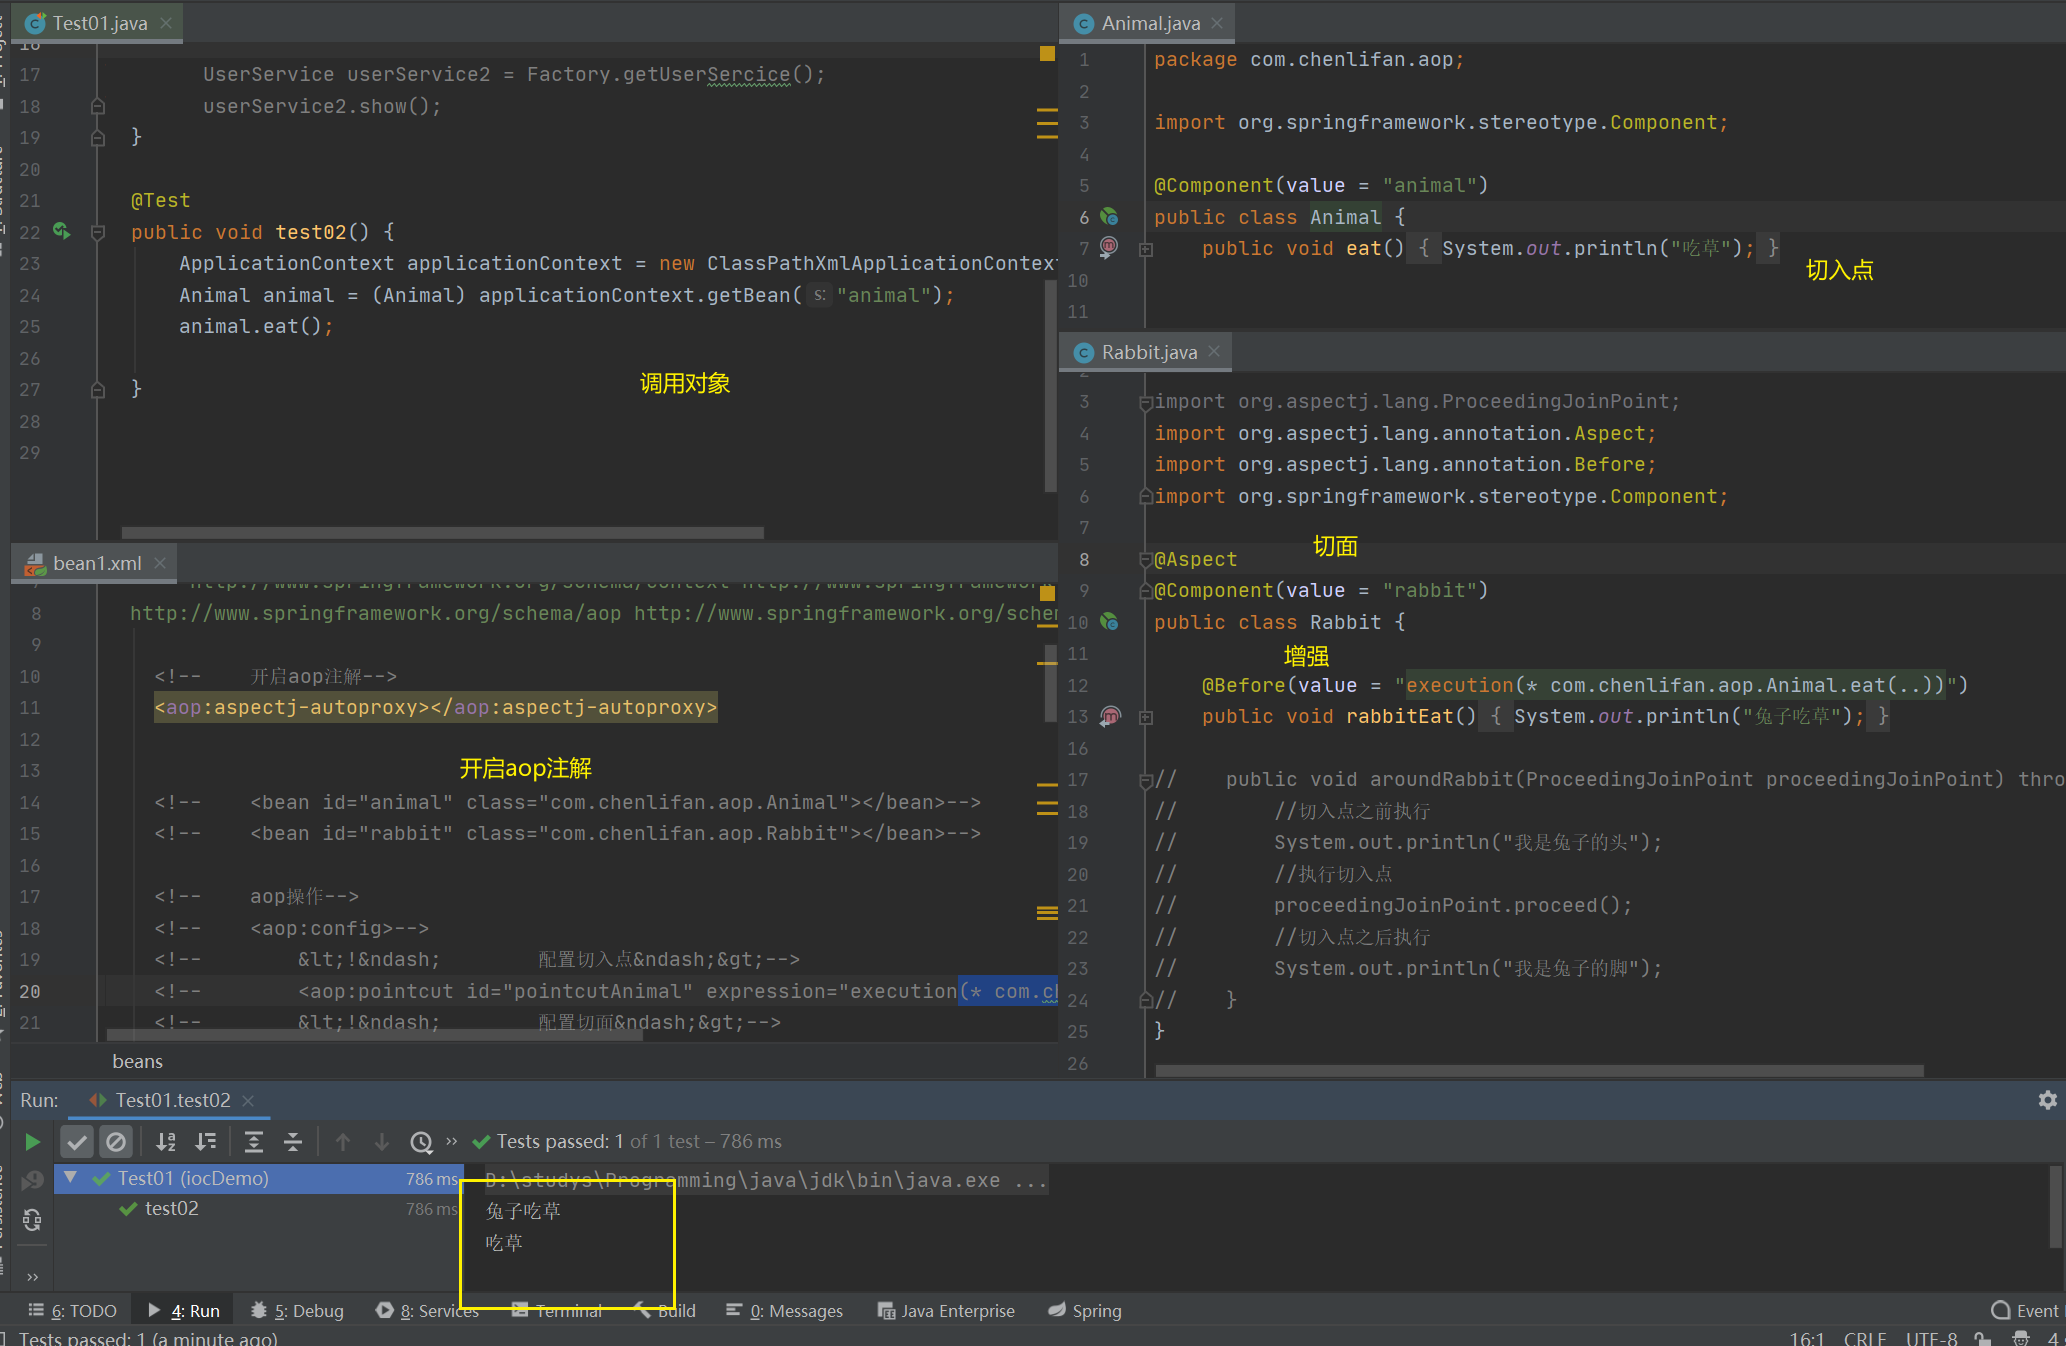 Test01.java
17 UserService userService2 = Factory.getUserSercice();
18 userService2.show();
19 }
20
21 @Test
22 public void test02() {
23 ApplicationContext applicationContext = new ClassPathXmlApplicationContext
24 Animal animal = (Animal) applicationContext.getBean( s: "animal");
25 animal.eat();
26
调用对象
27 }
28
29
bean1.xml
8 http://www.springframework.org/schema/aop http://www.springframework.org/schem
9
10 <!-- 开启aop注解-->
11 <aop:aspectj-autoproxy></aop:aspectj-autoproxy>
12
13 开启aop注解
14 <!-- <bean id="animal" class="com.chenlifan.aop.Animal"></bean>-->
15 <!-- <bean id="rabbit" class="com.chenlifan.aop.Rabbit"></bean>-->
16
17 <!-- aop操作-->
18 <!-- <aop:config>-->
19 <!-- &lt;!&ndash; 配置切入点&ndash;&gt;-->
20 <!-- <aop:pointcut id="pointcutAnimal" expression="execution(* com.ch
21 <!-- &lt;!&ndash; 配置切面&ndash;&gt;-->
beans
Animal.java
1 package com.chenlifan.aop;
2
3 import org.springframework.stereotype.Component;
4
5 @Component(value = "animal")
6 public class Animal {
7 public void eat() { System.out.println("吃草"); }
切入点
10
11
Rabbit.java
3 import org.aspectj.lang.ProceedingJoinPoint;
4 import org.aspectj.lang.annotation.Aspect;
5 import org.aspectj.lang.annotation.Before;
6 import org.springframework.stereotype.Component;
7
切面
8 @Aspect
9 @Component(value = "rabbit")
10 public class Rabbit {
11
增强
12 @Before(value = "execution(* com.chenlifan.aop.Animal.eat(..))")
13 public void rabbitEat() { System.out.println("兔子吃草"); }
16
17 // public void aroundRabbit(ProceedingJoinPoint proceedingJoinPoint) thro
18 // //切入点之前执行
19 // System.out.println("我是兔子的头");
20 // //执行切入点
21 // proceedingJoinPoint.proceed();
22 // //切入点之后执行
23 // System.out.println("我是兔子的脚");
24 // }
25 }
26
Run: Test01.test02
Tests passed: 1 of 1 test – 786 ms
Test01 (iocDemo) 786 ms
test02 786 ms
D:\studys\Programming\java\jdk\bin\java.exe ...
兔子吃草
吃草
6: TODO 4: Run 5: Debug 8: Services Terminal Build 0: Messages Java Enterprise Spring Event
Tests passed: 1 (a minute ago) 16:1 CRLF UTF-8 4